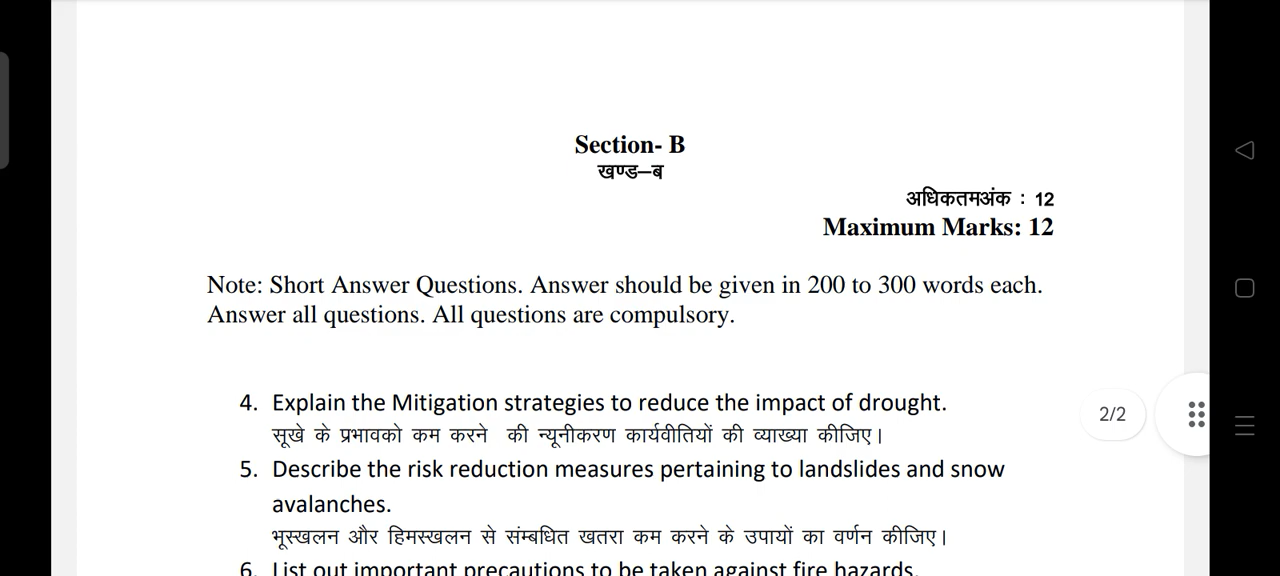 Section- B
खण्ड–ब
अधिकतमअंक : 12
Maximum Marks: 12
Note: Short Answer Questions. Answer should be given in 200 to 300 words each.
Answer all questions. All questions are compulsory.
4. Explain the Mitigation strategies to reduce the impact of drought.
सूखे के प्रभावको कम करने की न्यूनीकरण कार्यवीतियों की व्याख्या कीजिए।
5. Describe the risk reduction measures pertaining to landslides and snow
avalanches.
भूस्खलन और हिमस्खलन से संम्बधित खतरा कम करने के उपायों का वर्णन कीजिए।
6. List out important precautions to be taken against fire hazards.
2/2